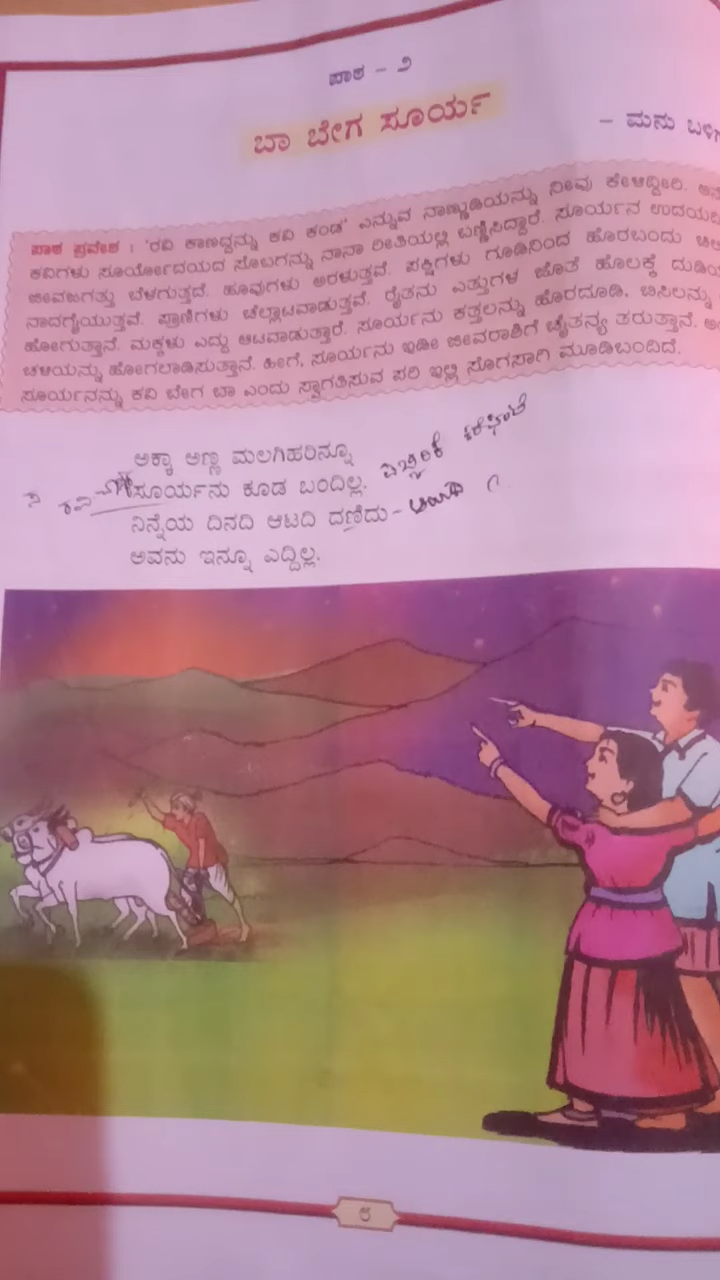 ಪಾಠ – ೨
ಬಾ ಬೇಗ ಸೂರ್ಯ
– ಮನು ಬಳಿಗ
ಪಾಠ ಪ್ರವೇಶ : 'ರವಿ ಕಾಣದ್ದನ್ನು ಕವಿ ಕಂಡ' ಎನ್ನುವ ನಾಣ್ಣುಡಿಯನ್ನು ನೀವು ಕೇಳಿದ್ದೀರಿ.
ಕವಿಗಳು ಸೂರ್ಯೋದಯದ ಸೊಬಗನ್ನು ನಾನಾ ರೀತಿಯಲ್ಲಿ ಬಣ್ಣಿಸಿದ್ದಾರೆ. ಸೂರ್ಯನ
ಜೀವಜಗತ್ತು ಬೆಳಗುತ್ತದೆ. ಹೂವುಗಳು ಅರಳುತ್ತವೆ. ಪಕ್ಷಿಗಳು ಗೂಡಿನಿಂದ ಹೊರಬಂದು
ನಾದಗೈಯುತ್ತವೆ. ಪ್ರಾಣಿಗಳು ಚೆಲ್ಲಾಟವಾಡುತ್ತವೆ. ರೈತನು ಎತ್ತುಗಳ ಜೊತೆ ಹೊಲಕ್ಕೆ
ಹೋಗುತ್ತಾನೆ. ಮಕ್ಕಳು ಎದ್ದು ಆಟವಾಡುತ್ತಾರೆ. ಸೂರ್ಯನು ಕತ್ತಲನ್ನು ಹೊರದೂಡಿ, ಬಿಸಿಲನ್ನು
ಚಳಿಯನ್ನು ಹೋಗಲಾಡಿಸುತ್ತಾನೆ. ಹೀಗೆ, ಸೂರ್ಯನು ಇಡೀ ಜೀವರಾಶಿಗೆ ಚೈತನ್ಯ ತರುತ್ತಾನೆ.
ಸೂರ್ಯನನ್ನು ಕವಿ ಬೇಗ ಬಾ ಎಂದು ಸ್ವಾಗತಿಸುವ ಪರಿ ಇಲ್ಲಿ ಸೊಗಸಾಗಿ ಮೂಡಿಬಂದಿದೆ.
ಅಕ್ಕಾ ಅಣ್ಣ ಮಲಗಿಹರಿನ್ನೂ
ಸೂರ್ಯನು ಕೂಡ ಬಂದಿಲ್ಲ.
ನಿನ್ನೆಯ ದಿನದಿ ಆಟದಿ ದಣಿದು
ಅವನು ಇನ್ನೂ ಎದ್ದಿಲ್ಲ.
೮